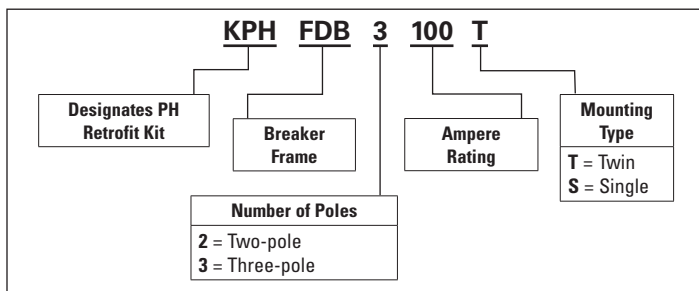 KPH FDB 3 100 T
Designates PH
Retrofit Kit
Breaker
Frame
Ampere
Rating
Mounting
Type
T = Twin
S = Single
Number of Poles
2 = Two-pole
3 = Three-pole